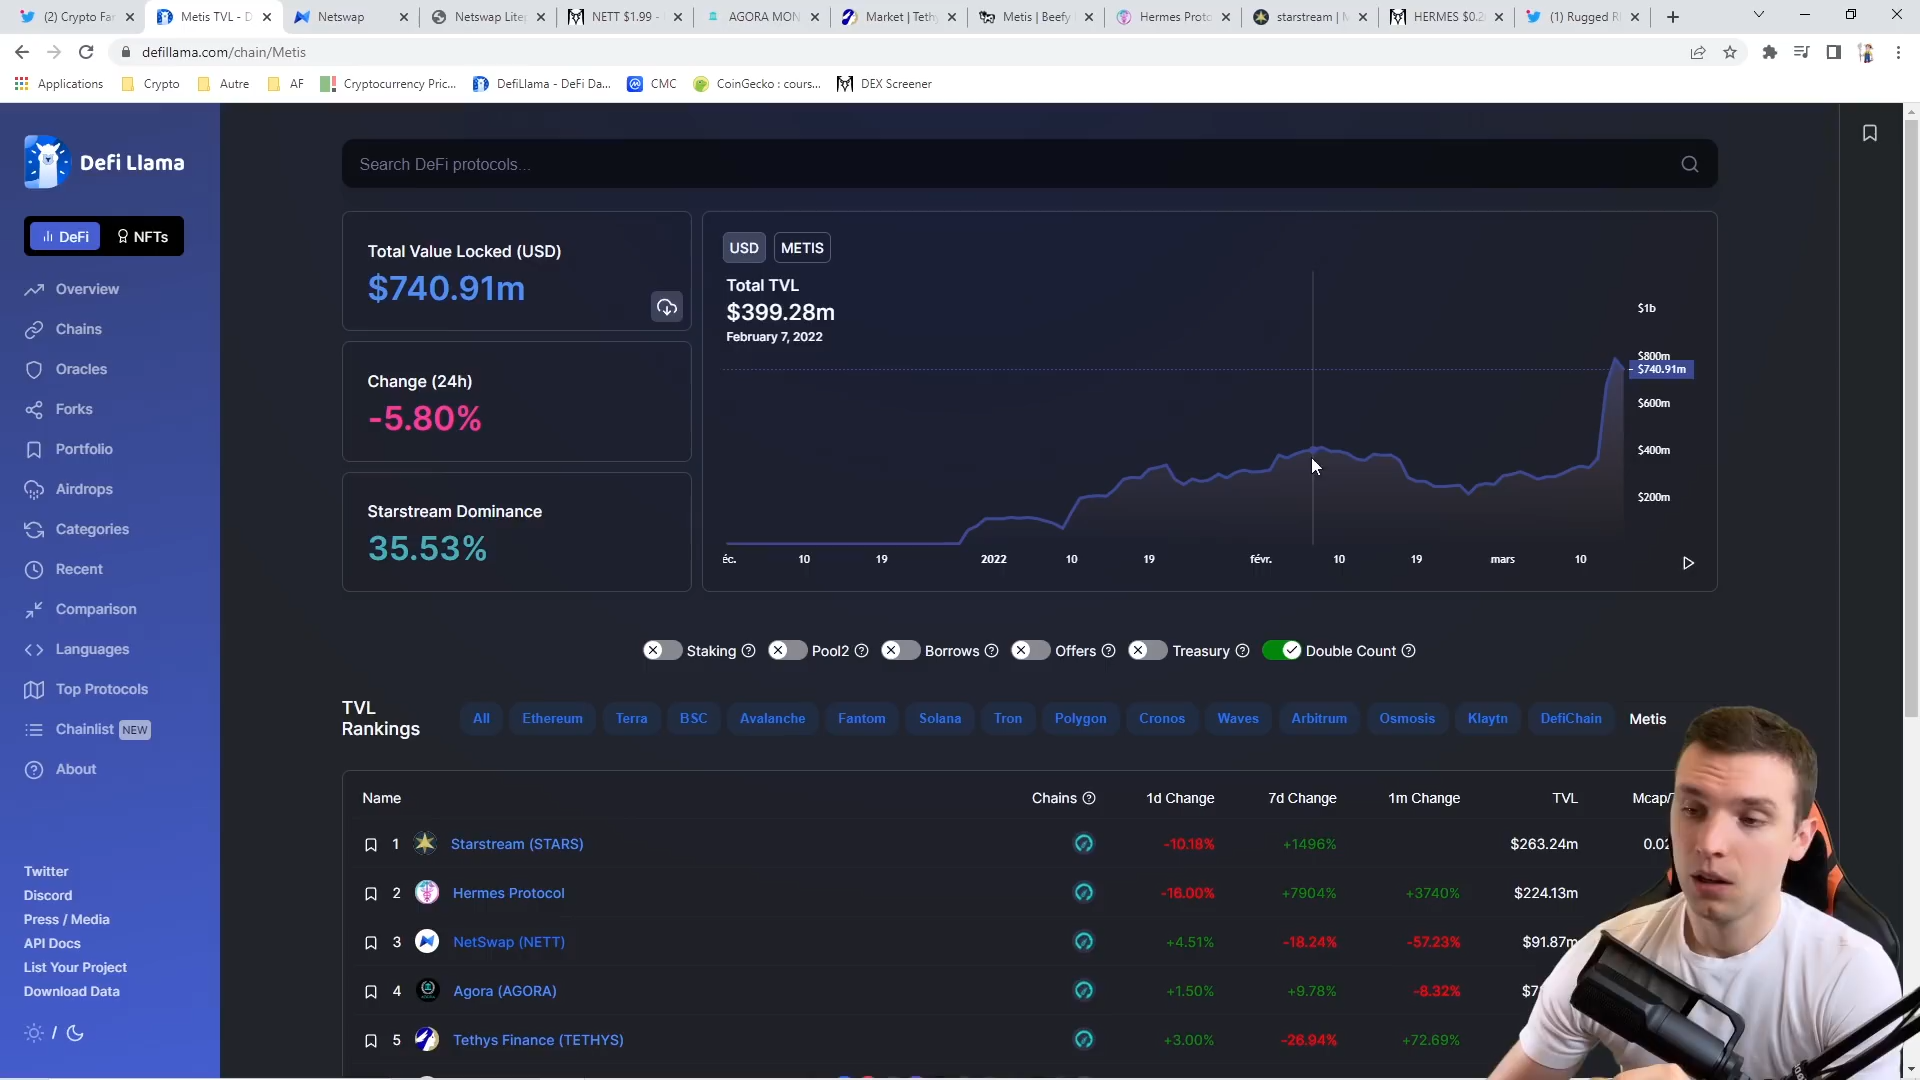 (2) Crypto Far
Metis TVL - D
Netswap
Netswap Lite
NETT $1.99 -
AGORA MON
Market | Teth
Metis | Beefy
Hermes Proto
starstream | M
HERMES $0.2
(1) Rugged R
defillama.com/chain/Metis
Applications
Crypto
Autre
AF
Cryptocurrency Pric...
DefiLlama - DeFi Da...
CMC
CoinGecko : cours...
DEX Screener
Defi Llama
DeFi
NFTs
Overview
Chains
Oracles
Forks
Portfolio
Airdrops
Categories
Recent
Comparison
Languages
Top Protocols
Chainlist NEW
About
Twitter
Discord
Press / Media
API Docs
List Your Project
Download Data
/
Search DeFi protocols...
Total Value Locked (USD)
$740.91m
Change (24h)
-5.80%
Starstream Dominance
35.53%
USD METIS
Total TVL
$399.28m
February 7, 2022
$1b
$800m
$740.91m
$600m
$400m
$200m
éc. 10 19 2022 10 19 févr. 10 19 mars 10
Staking Pool2 Borrows Offers Treasury Double Count
TVL
Rankings
All Ethereum Terra BSC Avalanche Fantom Solana Tron Polygon Cronos Waves Arbitrum Osmosis Klaytn DefiChain Metis
Name Chains 1d Change 7d Change 1m Change TVL Mcap/
1 Starstream (STARS) -10.18% +1496% $263.24m 0.02
2 Hermes Protocol -16.00% +7904% +3740% $224.13m
3 NetSwap (NETT) +4.51% -18.24% -57.23% $91.87m
4 Agora (AGORA) +1.50% +9.78% -8.32% $7
5 Tethys Finance (TETHYS) +3.00% -26.94% +72.69%